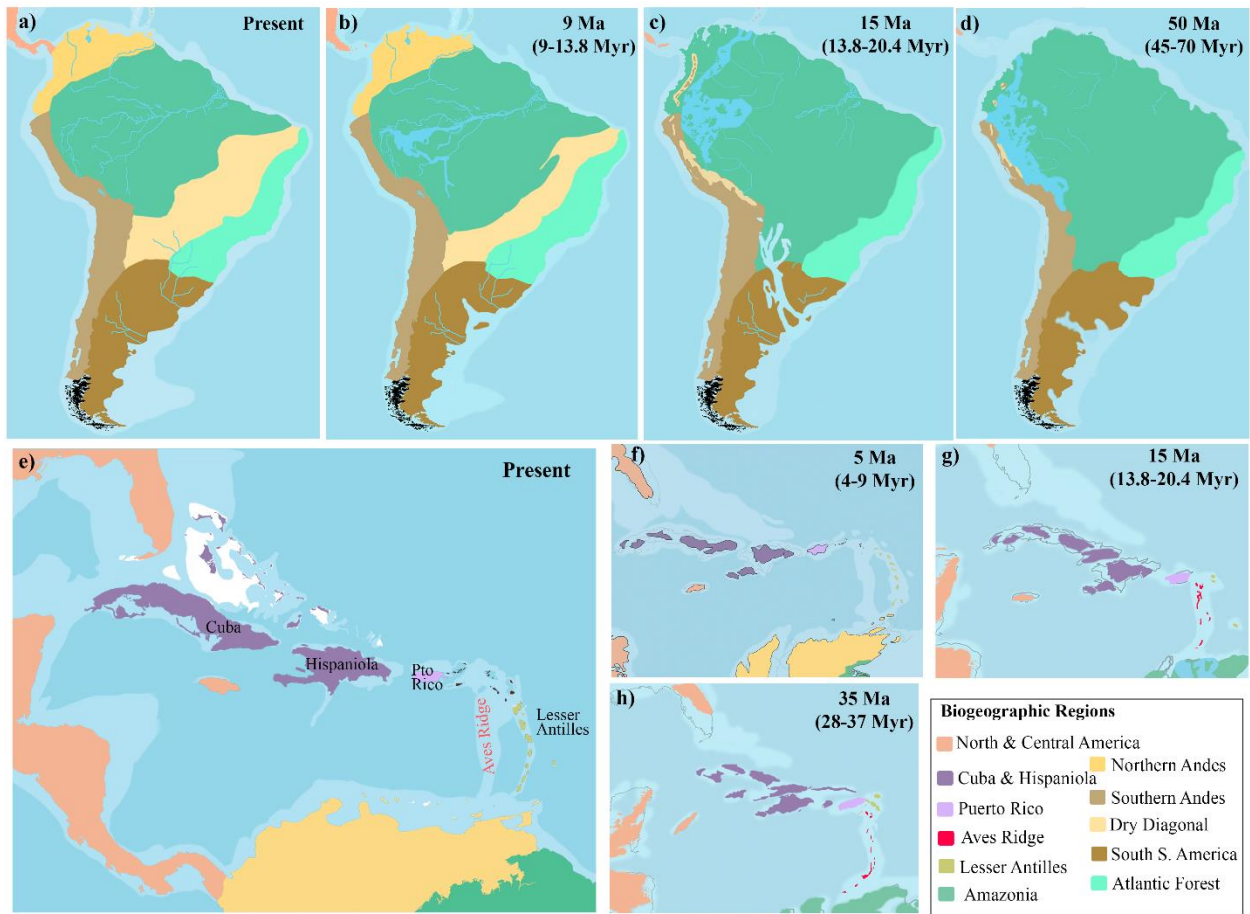 a)
Present
b)
9 Ma
(9-13.8 Myr)
c)
15 Ma
(13.8-20.4 Myr)
d)
50 Ma
(45-70 Myr)
e)
Present
Cuba
Hispaniola
Pto
Rico
Aves Ridge
Lesser
Antilles
f)
5 Ma
(4-9 Myr)
g)
15 Ma
(13.8-20.4 Myr)
h)
35 Ma
(28-37 Myr)
Biogeographic Regions
North & Central America
Cuba & Hispaniola
Puerto Rico
Aves Ridge
Lesser Antilles
Amazonia
Northern Andes
Southern Andes
Dry Diagonal
South S. America
Atlantic Forest